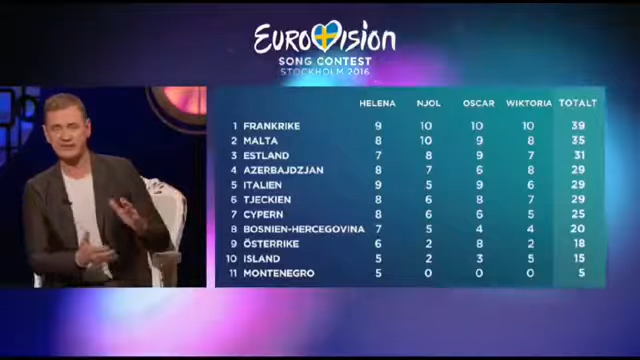 EUROVISION
SONG CONTEST
STOCKHOLM 2016
HELENA NJOL OSCAR WIKTORIA TOTALT
1 FRANKRIKE 9 10 10 10 39
2 MALTA 8 10 9 8 35
3 ESTLAND 7 8 9 7 31
4 AZERBAJDZJAN 8 7 6 8 29
5 ITALIEN 9 5 9 6 29
6 TJECKIEN 8 6 8 7 29
7 CYPERN 8 6 6 5 25
8 BOSNIEN-HERCEGOVINA 7 5 4 4 20
9 ÖSTERRIKE 6 2 8 2 18
10 ISLAND 5 2 3 5 15
11 MONTENEGRO 5 0 0 0 5